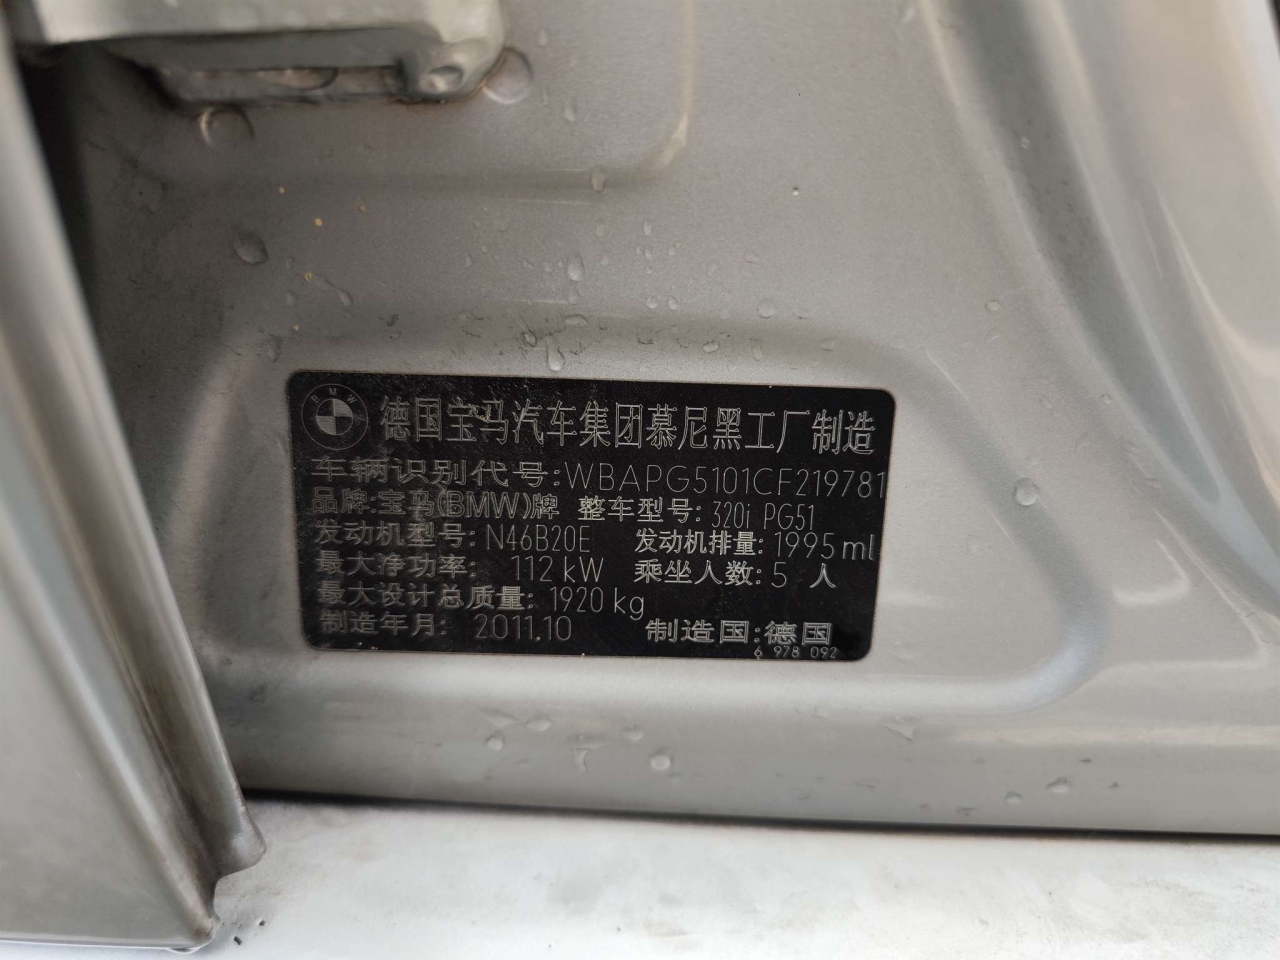 BMW
德国宝马汽车集团慕尼黑工厂制造
车辆识别代号:WBAPG5101CF219781
品牌:宝马(BMW)牌 整车型号: 320i PG51
发动机型号: N46B20E 发动机排量: 1995 ml
最大净功率: 112 kW 乘坐人数: 5 人
最大设计总质量: 1920 kg
制造年月: 2011.10 制造国: 德国
6 978 092